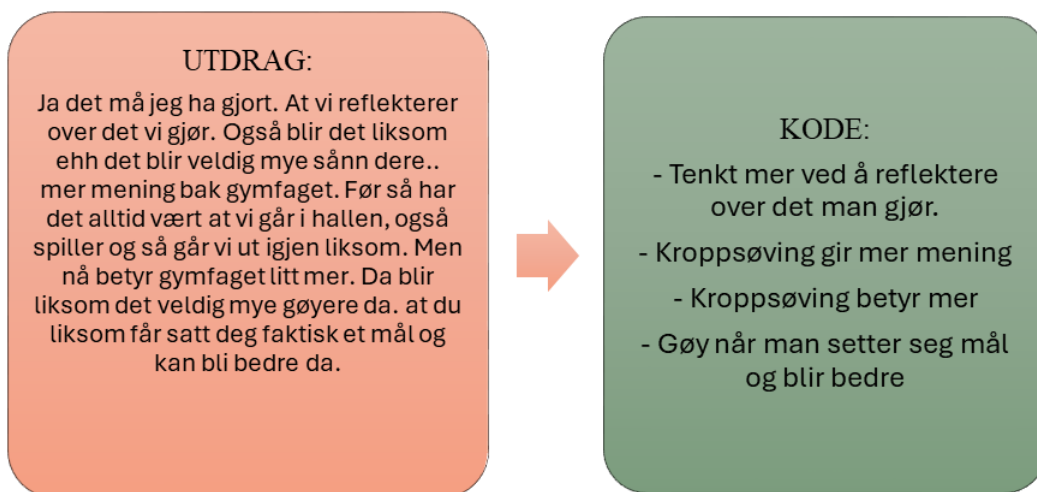 UTDRAG:
Ja det må jeg ha gjort. At vi reflekterer
over det vi gjør. Også blir det liksom
ehh det blir veldig mye sånn dere..
mer mening bak gymfaget. Før så har
det alltid vært at vi går i hallen, også
spiller og så går vi ut igjen liksom. Men
nå betyr gymfaget litt mer. Da blir
liksom det veldig mye gøyere da. at du
liksom får satt deg faktisk et mål og
kan bli bedre da.
KODE:
- Tenkt mer ved å reflektere
over det man gjør.
- Kroppsøving gir mer mening
- Kroppsøving betyr mer
- Gøy når man setter seg mål
og blir bedre